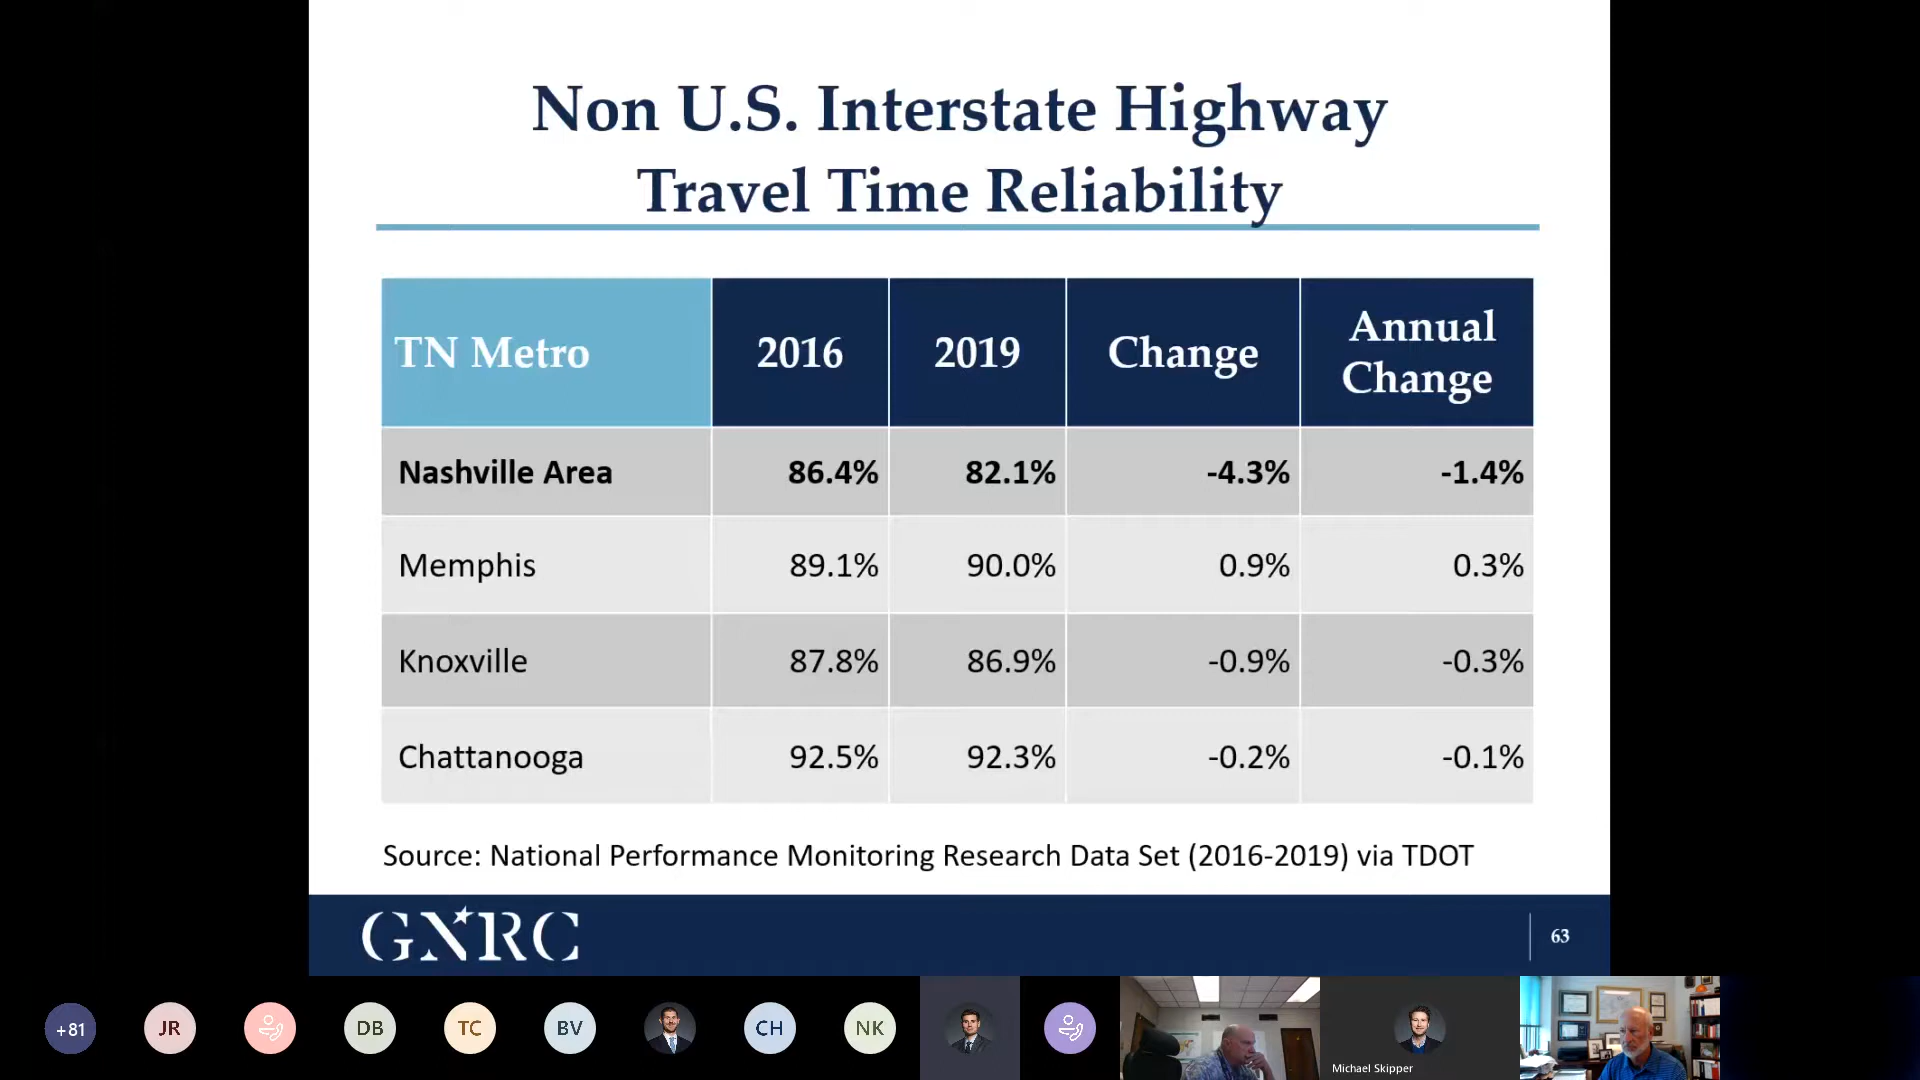 Non U.S. Interstate Highway
Travel Time Reliability
TN Metro 2016 2019 Change Annual Change
Nashville Area 86.4% 82.1% -4.3% -1.4%
Memphis 89.1% 90.0% 0.9% 0.3%
Knoxville 87.8% 86.9% -0.9% -0.3%
Chattanooga 92.5% 92.3% -0.2% -0.1%
Source: National Performance Monitoring Research Data Set (2016-2019) via TDOT
GNRC 63
+81 JR DB TC BV CH NK
Michael Skipper